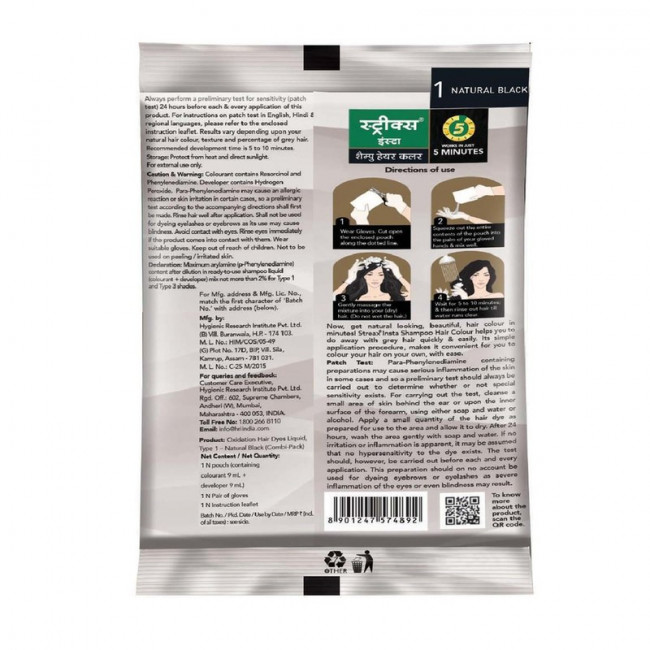 Always perform a preliminary test for sensitivity (patch
test) 24 hours before each & every application of this
product. For instructions on patch test in English, Hindi &
regional languages, please refer to the enclosed
instruction leaflet. Results vary depending upon your
natural hair colour, texture and percentage of grey hair.
Recommended development time is 5 to 10 minutes.
Storage: Protect from heat and direct sunlight.
For external use only.
Caution & Warning: Colourant contains Resorcinol and
Phenylenediamine. Developer contains Hydrogen
Peroxide. Para-Phenylenediamine may cause an allergic
reaction or skin irritation in certain cases, so a preliminary
test according to the accompanying directions shall first
be made. Rinse hair well after application. Shall not be used
for dyeing eyelashes or eyebrows as its use may cause
blindness. Avoid contact with eyes. Rinse eyes immediately
if the product comes into contact with them. Wear
suitable gloves. Keep out of reach of children. Not to be
used on peeling / irritated skin.
Declaration: Maximum arylamine (p-Phenylenediamine)
content after dilution in ready-to-use shampoo liquid
(colourant + developer) mix not more than 2% for Type 1
and Type 3 shades.
For Mfg. address & Mfg. Lic. No.,
match the first character of 'Batch
No.' with address (below).
Mfg. by:
Hygienic Research Institute Pvt. Ltd.
(B) Vill. Buranwala, H.P. - 174 103.
M. L. No.: HIM/COS/05-49
(G) Plot No. 17D, BIP, Vill. Sila,
Kamrup, Assam - 781 031.
M. L. No.: C-25 M/2015
For queries and feedback:
Customer Care Executive,
Hygienic Research Institute Pvt. Ltd.
Rgd. Off.: 602, Supreme Chambers,
Andheri (W), Mumbai,
Maharashtra - 400 053, INDIA.
Toll Free No.: 1800 266 8110
Email: info@hriindia.com
Product: Oxidation Hair Dyes Liquid,
Type 1 – Natural Black (Combi-Pack)
Net Content / Net Quantity:
1 N pouch (containing
colourant 9 mL +
developer 9 mL)
1 N Pair of gloves
1 N Instruction leaflet
Batch No. / Pkd. Date / Use by Date / MRP ₹ (Incl.
of all taxes) : see side.
1 NATURAL BLACK
स्ट्रीक्स®
इंस्टा
शैम्पु हेयर कलर
5
WORKS IN JUST
5 MINUTES
Directions of use
1
Wear Gloves. Cut open
the enclosed pouch
along the dotted line.
2
Squeeze out the entire
contents of the pouch into
the palm of your gloved
hands & mix well.
3
Gently massage the
mixture into your (dry)
hair. (Do not wet the hair.)
4
Wait for 5 to 10 minutes
& then rinse out hair till
water runs clear.
Now, get natural looking, beautiful, hair colour in
minutes! Streax Insta Shampoo Hair Colour helps you to
do away with grey hair quickly & easily. Its simple
application procedure, makes it convenient for you to
colour your hair on your own, with ease.
Patch Test: Para-Phenylenediamine containing
preparations may cause serious inflammation of the skin
in some cases and so a preliminary test should always be
carried out to determine whether or not special
sensitivity exists. For carrying out the test, cleanse a
small area of skin behind the ear or upon the inner
surface of the forearm, using either soap and water or
alcohol. Apply a small quantity of the hair dye as
prepared for use to the area and allow it to dry. After 24
hours, wash the area gently with soap and water. If no
irritation or inflammation is apparent, it may be assumed
that no hypersensitivity to the dye exists. The test
should, however, be carried out before each and every
application. This preparation should on no account be
used for dyeing eyebrows or eyelashes as severe
inflammation of the eyes or even blindness may result.
8 901247 574892
To know
more
about the
product,
scan the
QR code.
7
OTHER